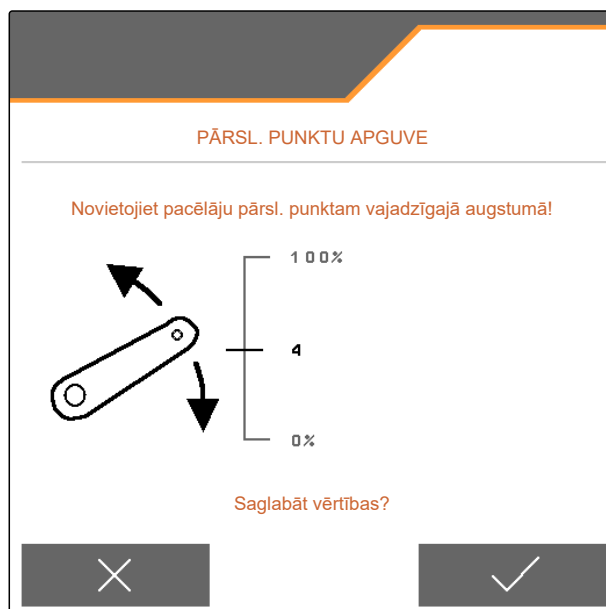 PĀRSL. PUNKTU APGUVE
Novietojiet pacēlāju pārsl. punktam vajadzīgajā augstumā!
100%
4
0%
Saglabāt vērtības?